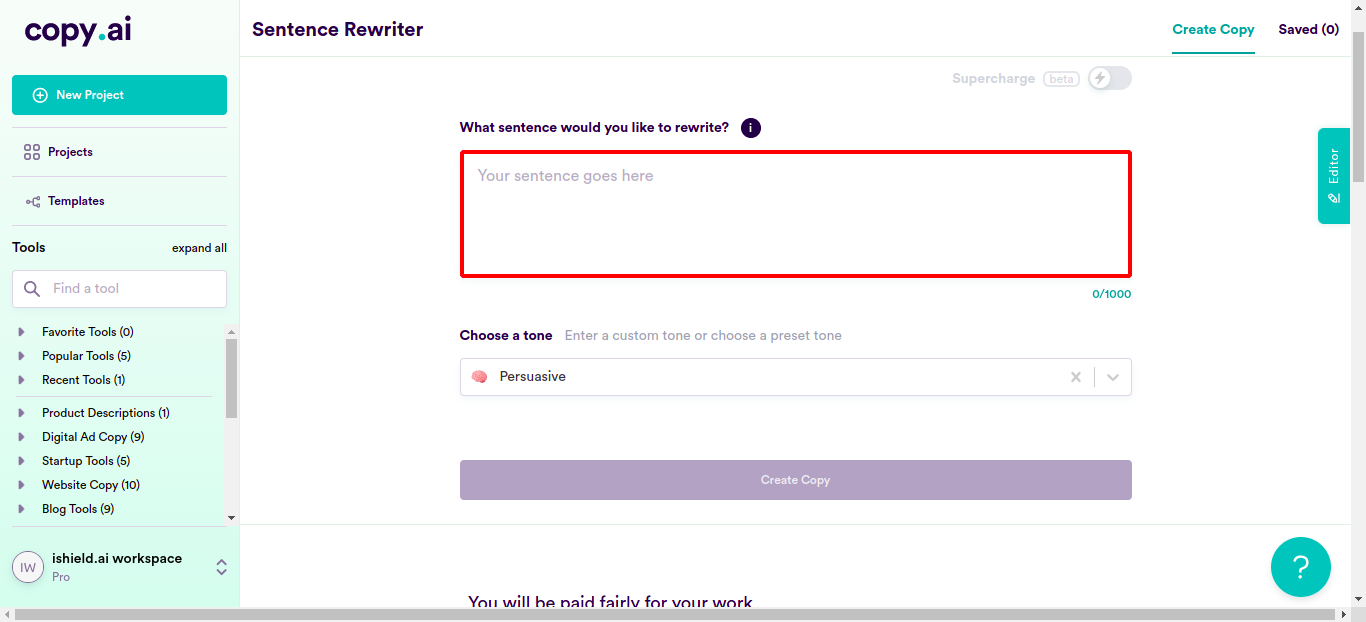 copy.ai
New Project
Projects
Templates
Tools
expand all
Find a tool
Favorite Tools (0)
Popular Tools (5)
Recent Tools (1)
Product Descriptions (1)
Digital Ad Copy (9)
Startup Tools (5)
Website Copy (10)
Blog Tools (9)
IW
ishield.ai workspace
Pro
Sentence Rewriter
Create Copy
Saved (0)
Supercharge beta
What sentence would you like to rewrite? i
Your sentence goes here
0/1000
Choose a tone Enter a custom tone or choose a preset tone
Persuasive
Create Copy
You will be paid fairly for your work
Editor
?